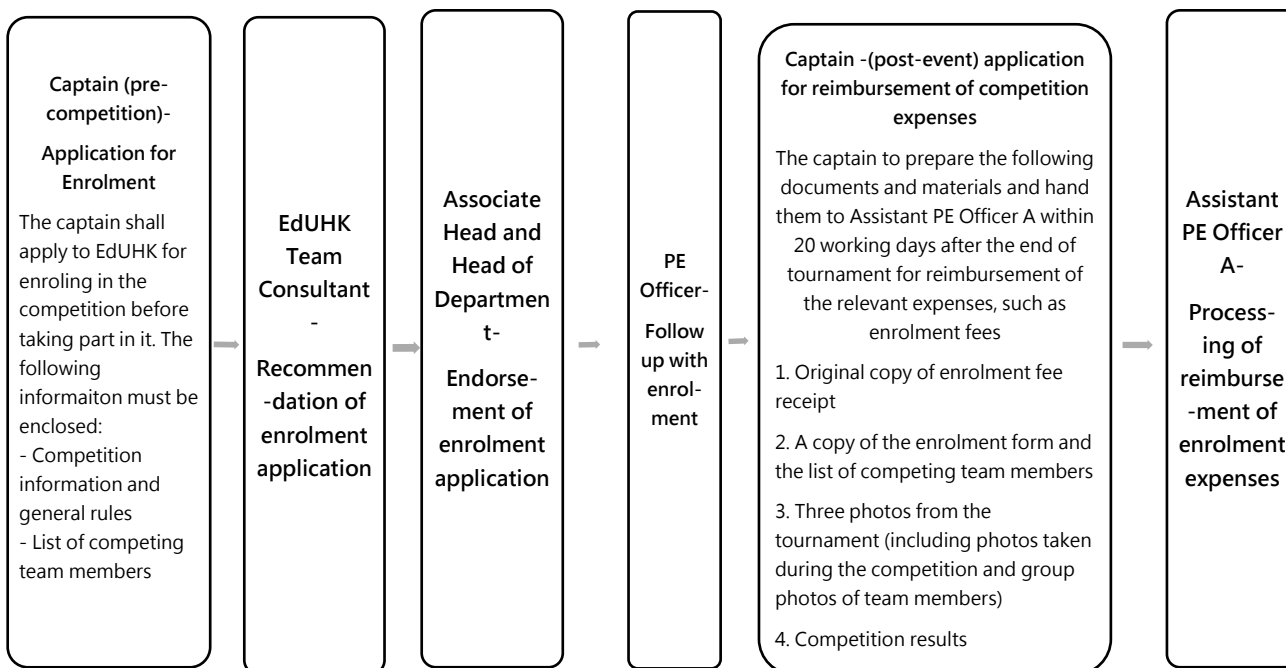 Captain (pre-
competition)-
Application for
Enrolment
The captain shall
apply to EdUHK for
enroling in the
competition before
taking part in it. The
following
informaiton must be
enclosed:
- Competition
information and
general rules
- List of competing
team members
EdUHK
Team
Consultant
-
Recommen
-dation of
enrolment
application
Associate
Head and
Head of
Departmen
t-
Endorse-
ment of
enrolment
application
PE
Officer-
Follow
up with
enrol-
ment
Captain -(post-event) application
for reimbursement of competition
expenses
The captain to prepare the following
documents and materials and hand
them to Assistant PE Officer A within
20 working days after the end of
tournament for reimbursement of
the relevant expenses, such as
enrolment fees
1. Original copy of enrolment fee
receipt
2. A copy of the enrolment form and
the list of competing team members
3. Three photos from the
tournament (including photos taken
during the competition and group
photos of team members)
4. Competition results
Assistant
PE Officer
A-
Process-
ing of
reimburse
-ment of
enrolment
expenses